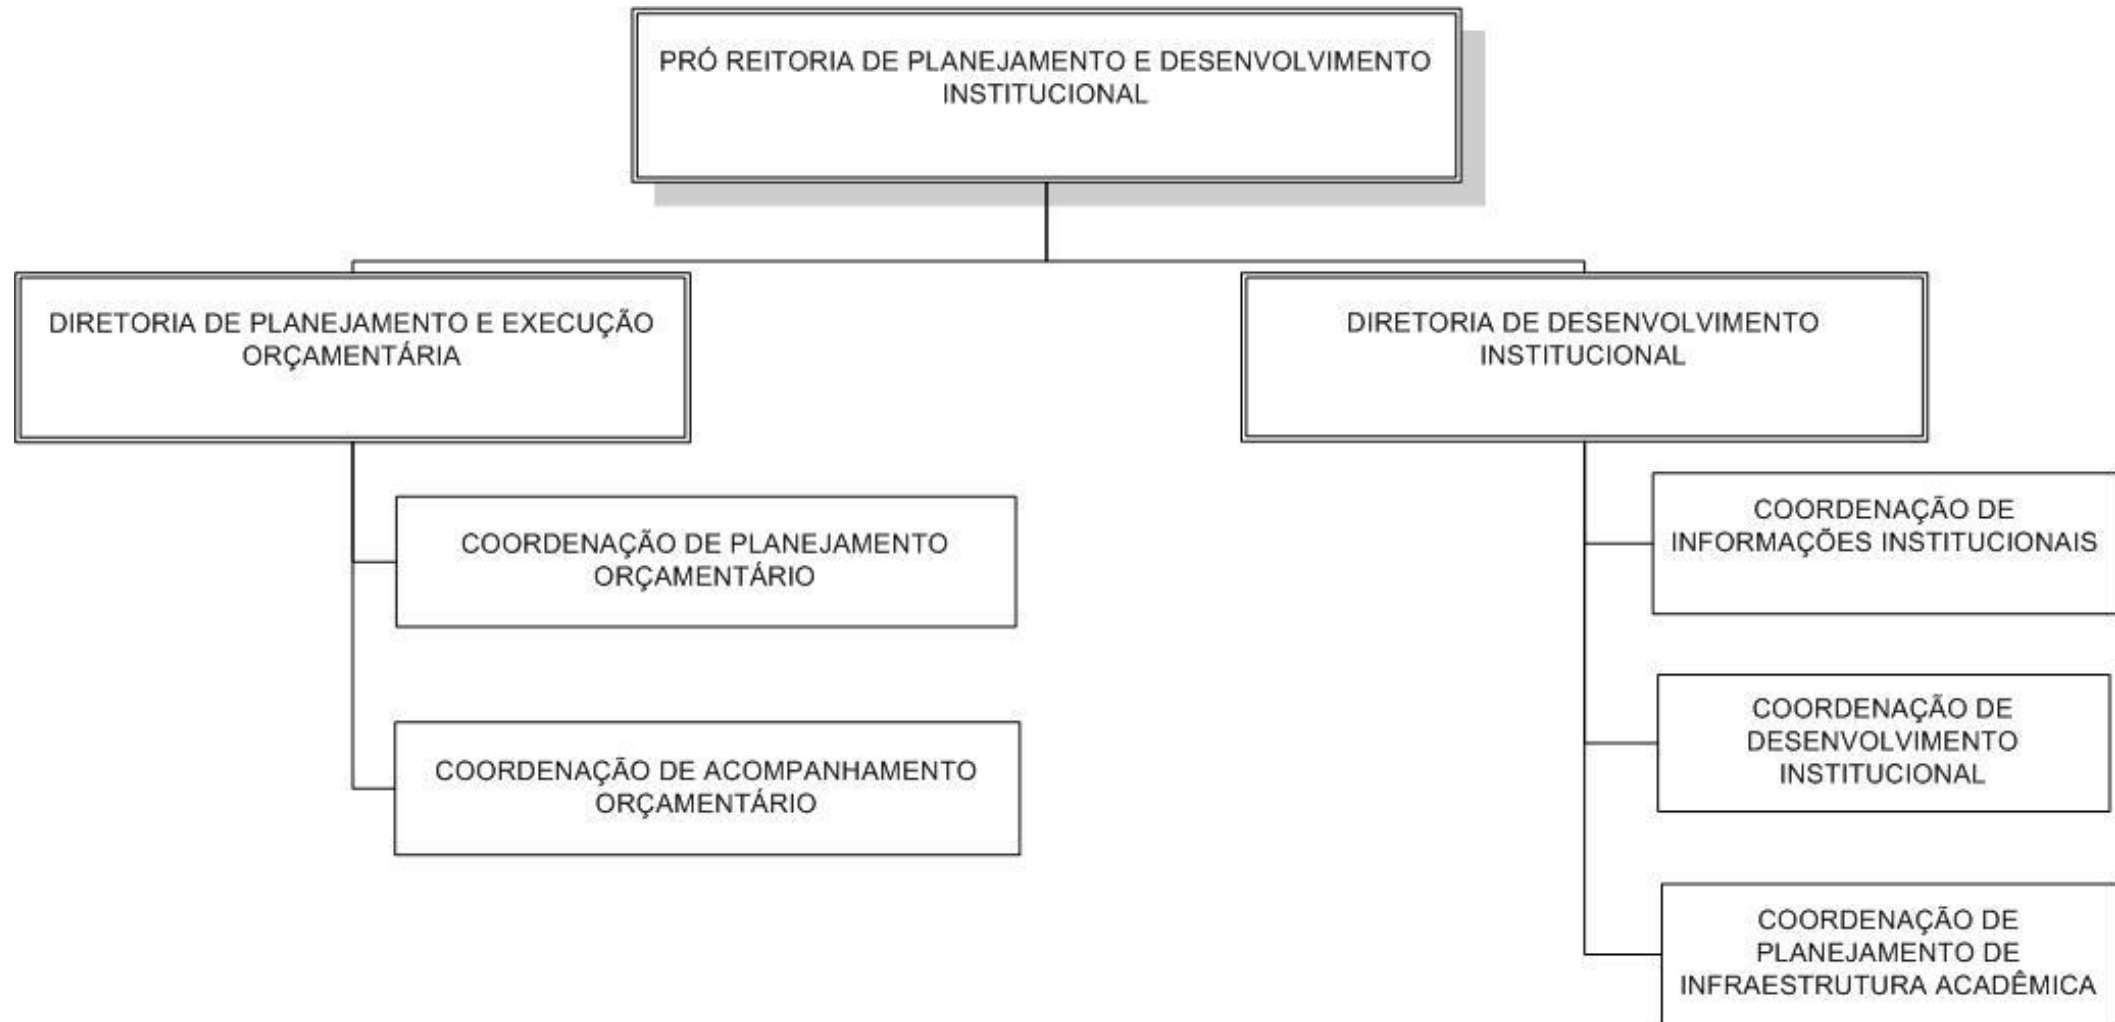 PRÓ REITORIA DE PLANEJAMENTO E DESENVOLVIMENTO
INSTITUCIONAL
DIRETORIA DE PLANEJAMENTO E EXECUÇÃO
ORÇAMENTÁRIA
COORDENAÇÃO DE PLANEJAMENTO
ORÇAMENTÁRIO
COORDENAÇÃO DE ACOMPANHAMENTO
ORÇAMENTÁRIO
DIRETORIA DE DESENVOLVIMENTO
INSTITUCIONAL
COORDENAÇÃO DE
INFORMAÇÕES INSTITUCIONAIS
COORDENAÇÃO DE
DESENVOLVIMENTO
INSTITUCIONAL
COORDENAÇÃO DE
PLANEJAMENTO DE
INFRAESTRUTURA ACADÊMICA